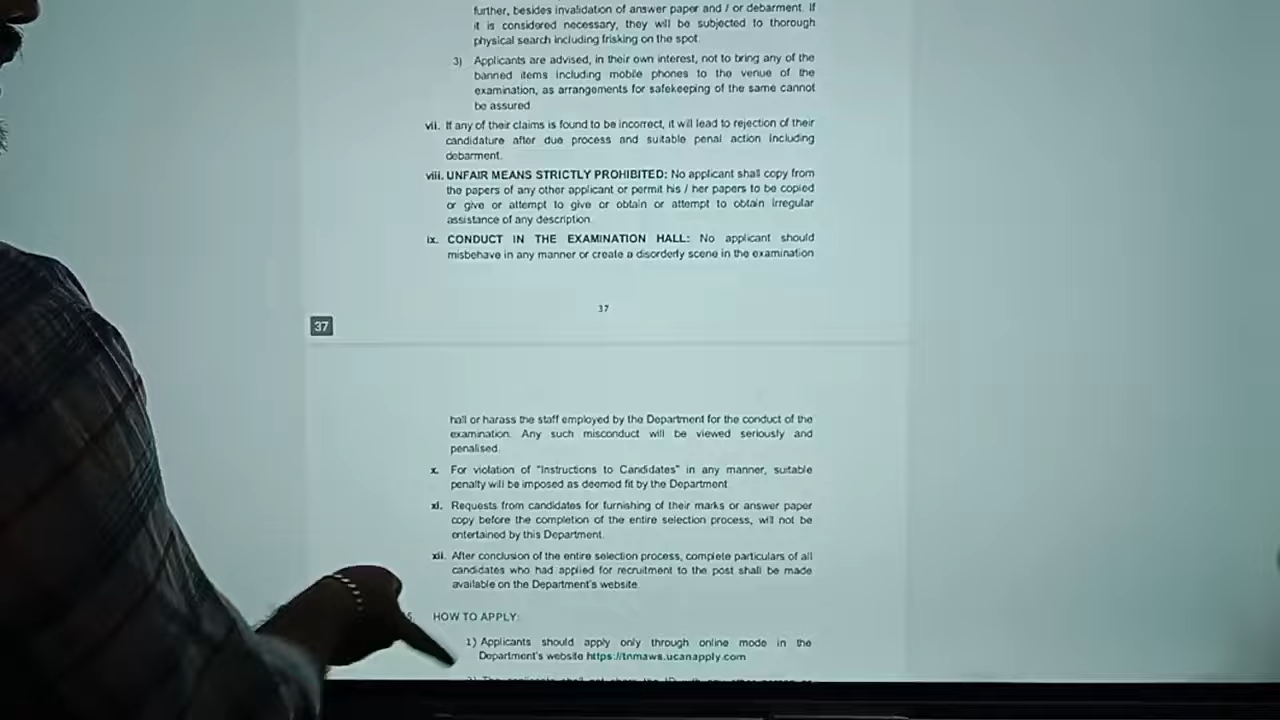 further, besides invalidation of answer paper and / or debarment. If
it is considered necessary, they will be subjected to thorough
physical search including frisking on the spot.
3) Applicants are advised, in their own interest, not to bring any of the
banned items including mobile phones to the venue of the
examination, as arrangements for safekeeping of the same cannot
be assured.
vii. If any of their claims is found to be incorrect, it will lead to rejection of their
candidature after due process and suitable penal action including
debarment.
viii. UNFAIR MEANS STRICTLY PROHIBITED: No applicant shall copy from
the papers of any other applicant or permit his / her papers to be copied
or give or attempt to give or obtain or attempt to obtain irregular
assistance of any description.
ix. CONDUCT IN THE EXAMINATION HALL: No applicant should
misbehave in any manner or create a disorderly scene in the examination
37
37
hall or harass the staff employed by the Department for the conduct of the
examination. Any such misconduct will be viewed seriously and
penalised.
x. For violation of "Instructions to Candidates" in any manner, suitable
penalty will be imposed as deemed fit by the Department.
xi. Requests from candidates for furnishing of their marks or answer paper
copy before the completion of the entire selection process, will not be
entertained by this Department.
xii. After conclusion of the entire selection process, complete particulars of all
candidates who had applied for recruitment to the post shall be made
available on the Department's website.
HOW TO APPLY:
1) Applicants should apply only through online mode in the
Department's website https://tnmaws.ucanapply.com